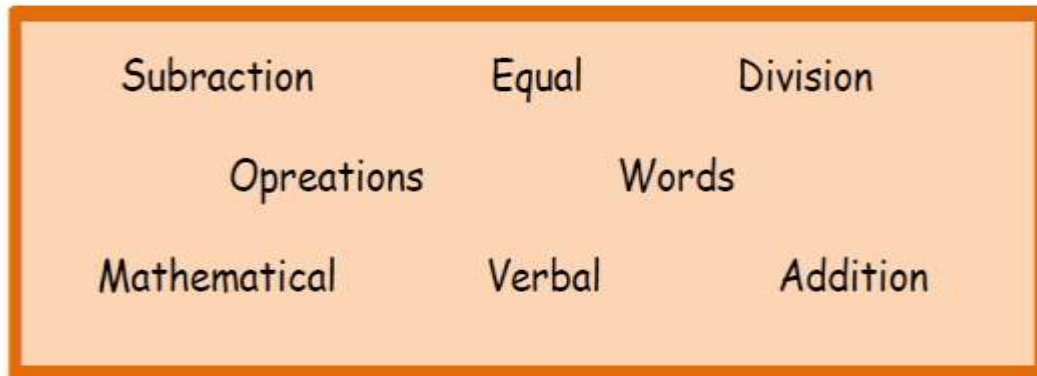 Subraction Equal Division
Opreations Words
Mathematical Verbal Addition